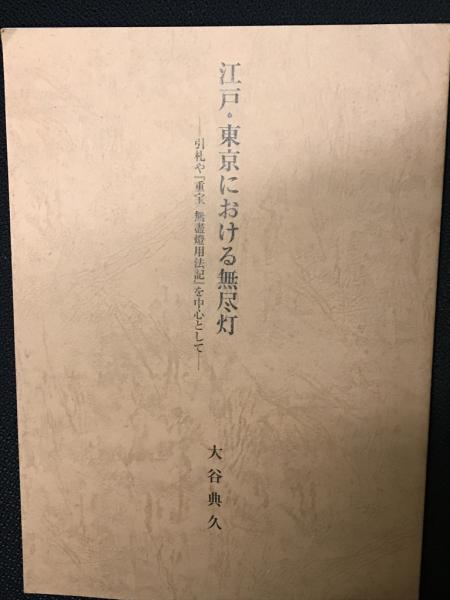 江戸・東京における無尽灯
―引札や『重宝 無盡燈用法記』を中心として―
大谷典久